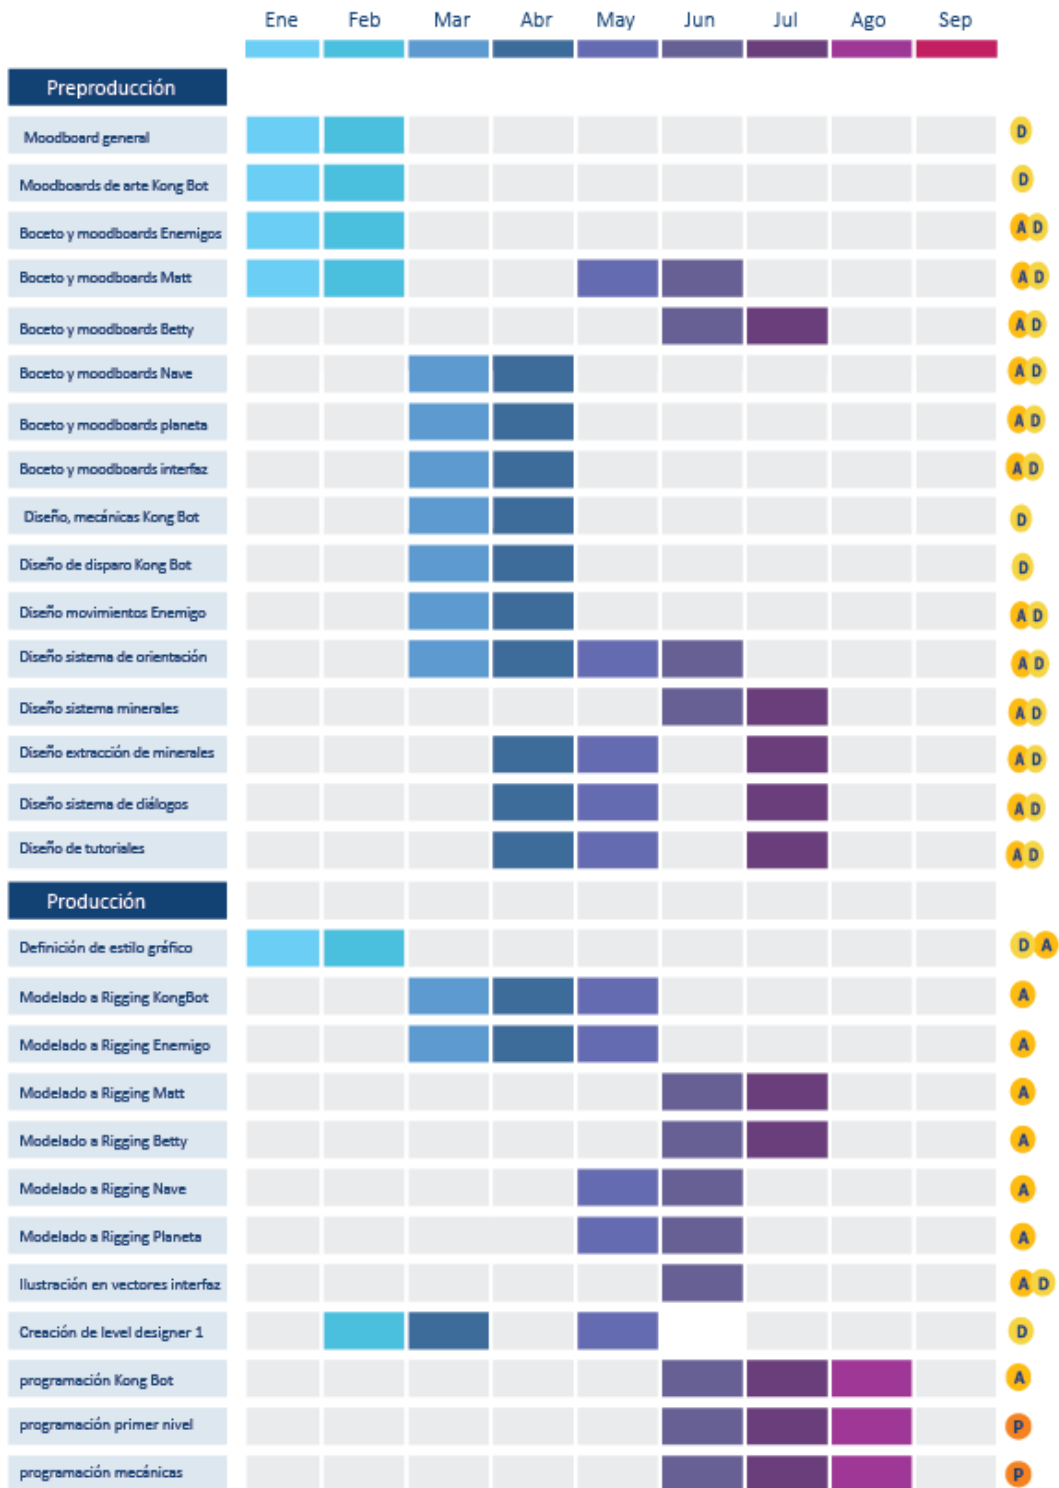 Ene Feb Mar Abr May Jun Jul Ago Sep
Preproducción
Moodboard general D
Moodboards de arte Kong Bot D
Boceto y moodboards Enemigos A D
Boceto y moodboards Matt A D
Boceto y moodboards Betty A D
Boceto y moodboards Nave A D
Boceto y moodboards planeta A D
Boceto y moodboards interfaz A D
Diseño, mecánicas Kong Bot D
Diseño de disparo Kong Bot D
Diseño movimientos Enemigo A D
Diseño sistema de orientación A D
Diseño sistema minerales A D
Diseño extracción de minerales A D
Diseño sistema de diálogos A D
Diseño de tutoriales A D
Producción
Definición de estilo gráfico D A
Modelado a Rigging KongBot A
Modelado a Rigging Enemigo A
Modelado a Rigging Matt A
Modelado a Rigging Betty A
Modelado a Rigging Nave A
Modelado a Rigging Planeta A
Ilustración en vectores interfaz A D
Creación de level designer 1 D
programación Kong Bot A
programación primer nivel P
programación mecánicas P